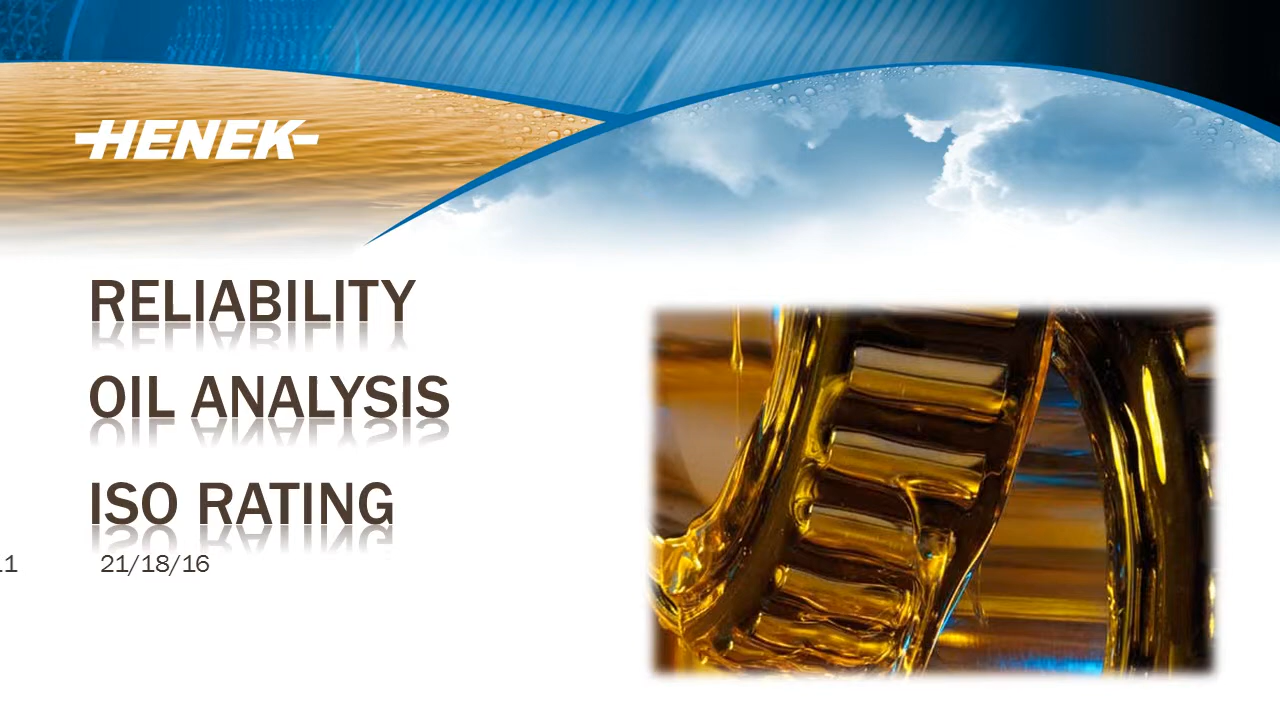 HENEK
RELIABILITY
OIL ANALYSIS
ISO RATING
21/18/16